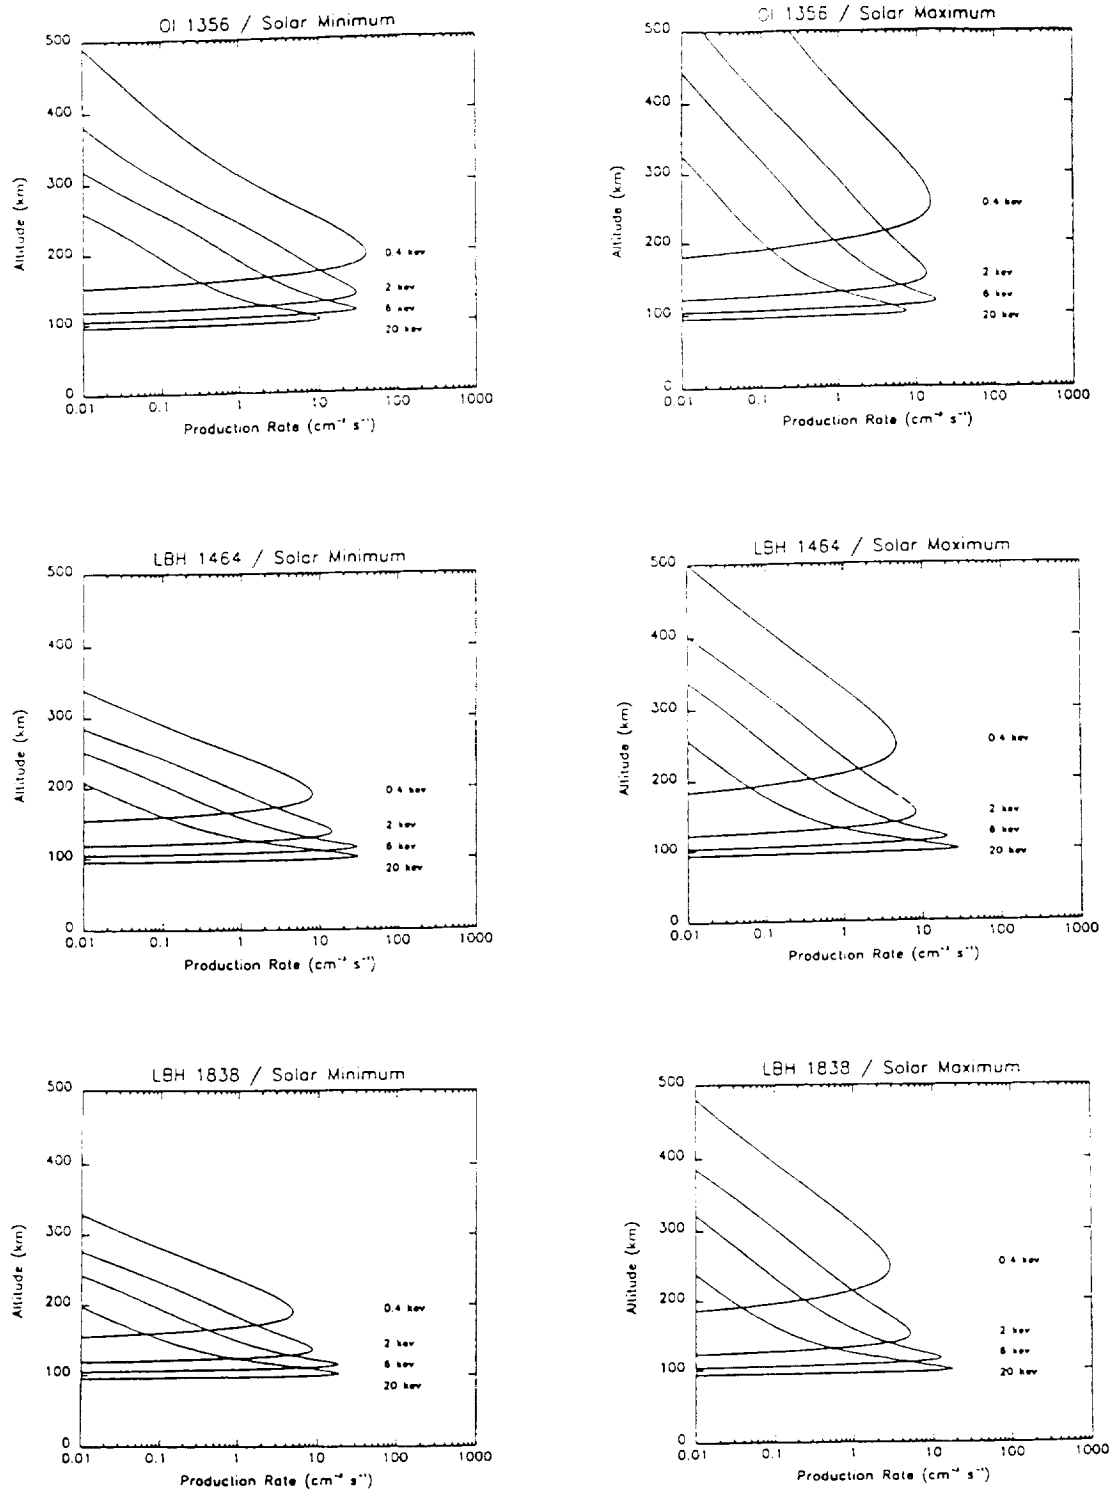 OI 1356 / Solar Minimum
500
400
300
200
100
0
Altitude (km)
0.4 kev
2 kev
6 kev
20 kev
0.01 0.1 1 10 100 1000
Production Rate (cm⁻³ s⁻¹)
OI 1356 / Solar Maximum
500
400
300
200
100
0
Altitude (km)
0.4 kev
2 kev
6 kev
20 kev
0.01 0.1 1 10 100 1000
Production Rate (cm⁻³ s⁻¹)
LBH 1464 / Solar Minimum
500
400
300
200
100
0
Altitude (km)
0.4 kev
2 kev
6 kev
20 kev
0.01 0.1 1 10 100 1000
Production Rate (cm⁻³ s⁻¹)
LBH 1464 / Solar Maximum
500
400
300
200
100
0
Altitude (km)
0.4 kev
2 kev
6 kev
20 kev
0.01 0.1 1 10 100 1000
Production Rate (cm⁻³ s⁻¹)
LBH 1838 / Solar Minimum
500
400
300
200
100
0
Altitude (km)
0.4 kev
2 kev
6 kev
20 kev
0.01 0.1 1 10 100 1000
Production Rate (cm⁻³ s⁻¹)
LBH 1838 / Solar Maximum
500
400
300
200
100
0
Altitude (km)
0.4 kev
2 kev
6 kev
20 kev
0.01 0.1 1 10 100 1000
Production Rate (cm⁻³ s⁻¹)